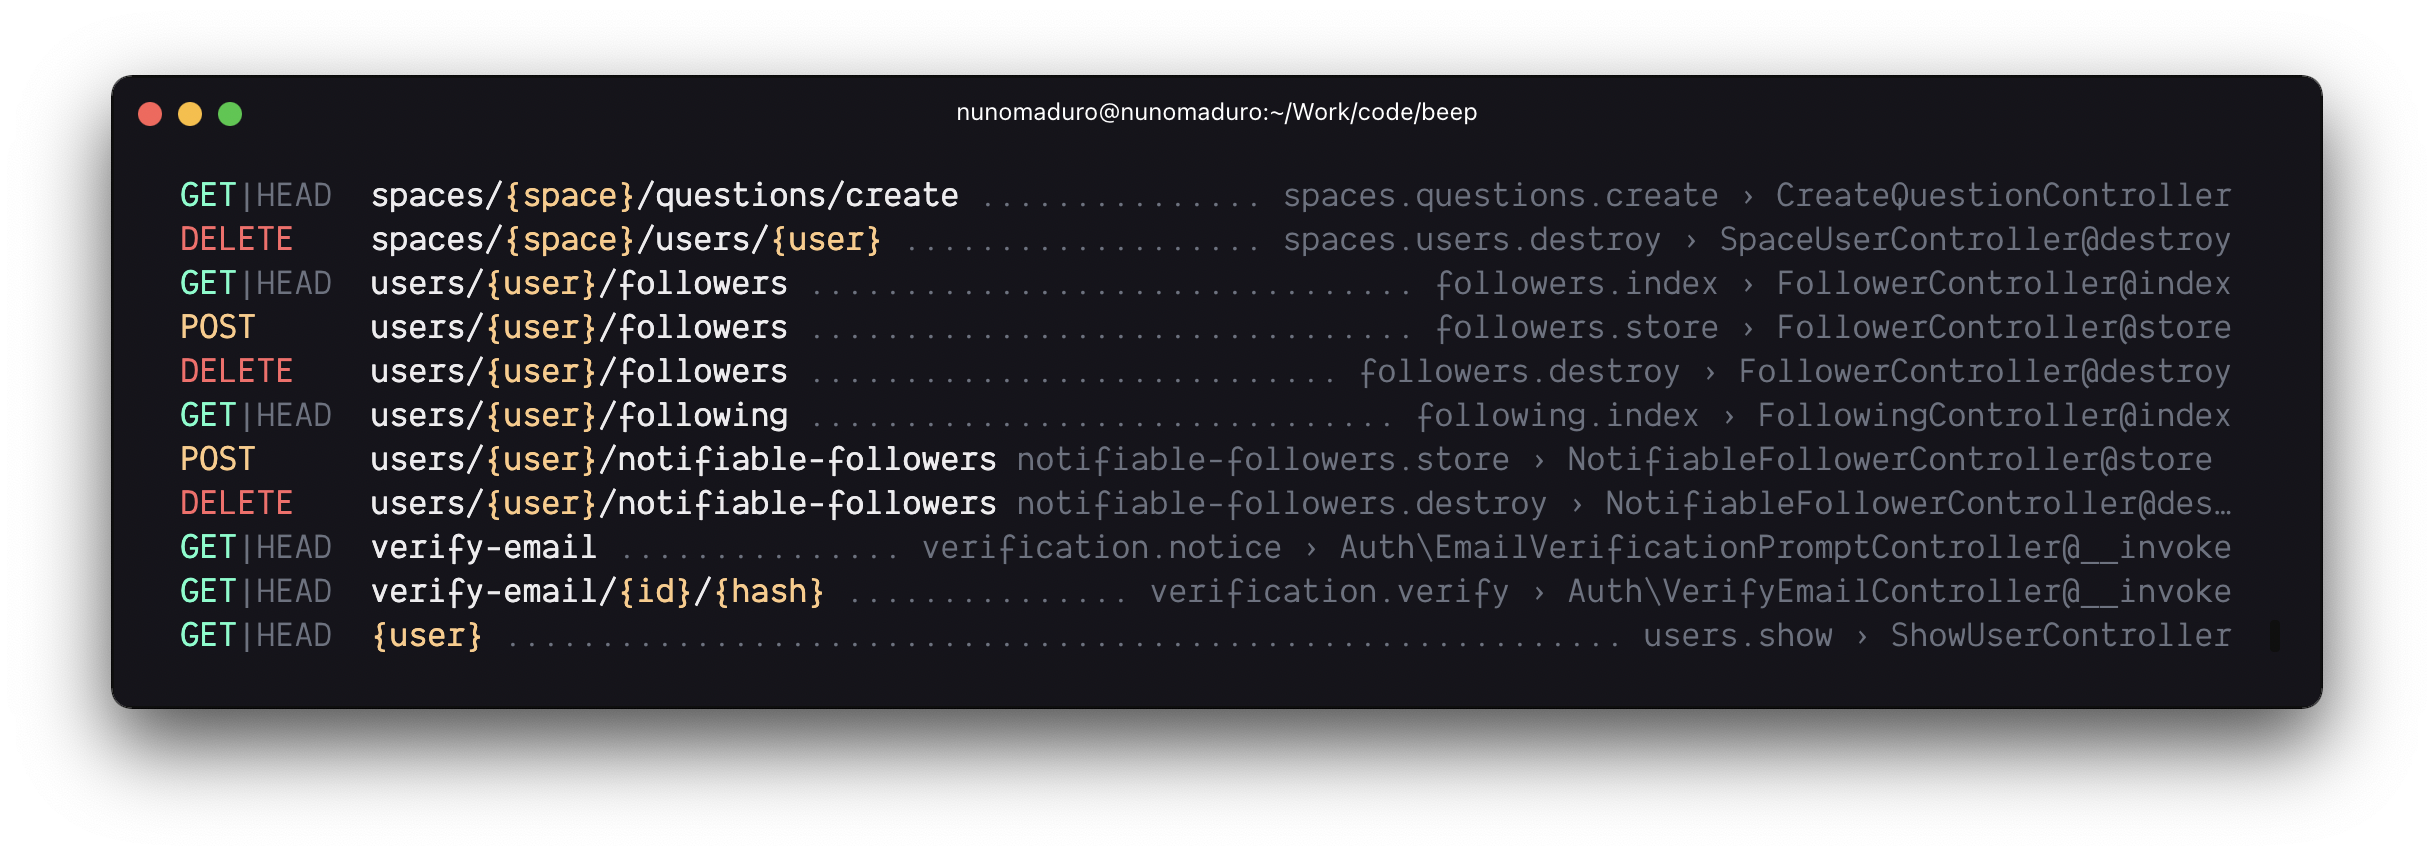 nunomaduro@nunomaduro:~/Work/code/beep
GET|HEAD  spaces/{space}/questions/create ............... spaces.questions.create › CreateQuestionController
DELETE    spaces/{space}/users/{user} ................... spaces.users.destroy › SpaceUserController@destroy
GET|HEAD  users/{user}/followers ................................ followers.index › FollowerController@index
POST      users/{user}/followers ................................ followers.store › FollowerController@store
DELETE    users/{user}/followers ............................ followers.destroy › FollowerController@destroy
GET|HEAD  users/{user}/following ............................... following.index › FollowingController@index
POST      users/{user}/notifiable-followers notifiable-followers.store › NotifiableFollowerController@store
DELETE    users/{user}/notifiable-followers notifiable-followers.destroy › NotifiableFollowerController@des…
GET|HEAD  verify-email ............... verification.notice › Auth\EmailVerificationPromptController@__invoke
GET|HEAD  verify-email/{id}/{hash} ............... verification.verify › Auth\VerifyEmailController@__invoke
GET|HEAD  {user} ........................................................... users.show › ShowUserController